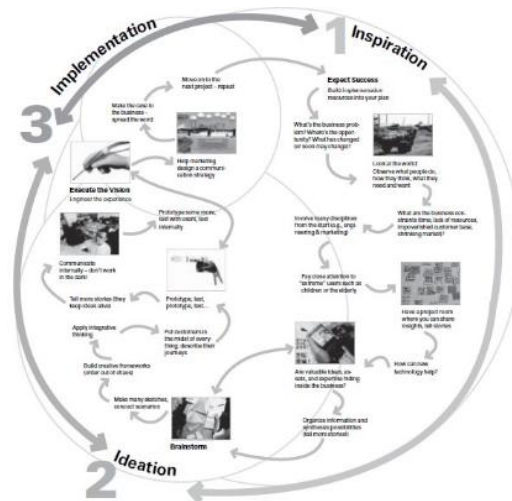 1
Inspiration
Expect Success
Build implementation
resources into your plan
What's the business prob-
lem? Where's the oppor-
tunity? What has changed
(or soon may change)?
Look at the world:
Observe what people do,
how they think, what they
need and want
What are the business con-
straints (time, lack of resources,
impoverished customer base,
shrinking market)?
Involve many disciplines
from the start (e.g., engi-
neering & marketing)
Pay close attention to
"extreme" users such as
children or the elderly
Have a project room
where you can share
insights, tell stories
How can new
technology help?
Are valuable ideas, as-
sets, and expertise hiding
inside the business?
Organize information and
synthesize possibilities
(tell more stories!)
2
Ideation
Brainstorm
Make many sketches,
concoct scenarios
Build creative frameworks
(order out of chaos)
Apply integrative
thinking
Put customers in
the midst of every-
thing; describe their
journeys
Prototype, test,
prototype, test...
Tell more stories (they
keep ideas alive)
Communicate
internally – don't work
in the dark!
Prototype some more,
test with users, test
internally
3
Implementation
Execute the Vision
Engineer the experience
Help marketing
design a communi-
cation strategy
Make the case to
the business –
spread the word
Move on to the
next project – repeat